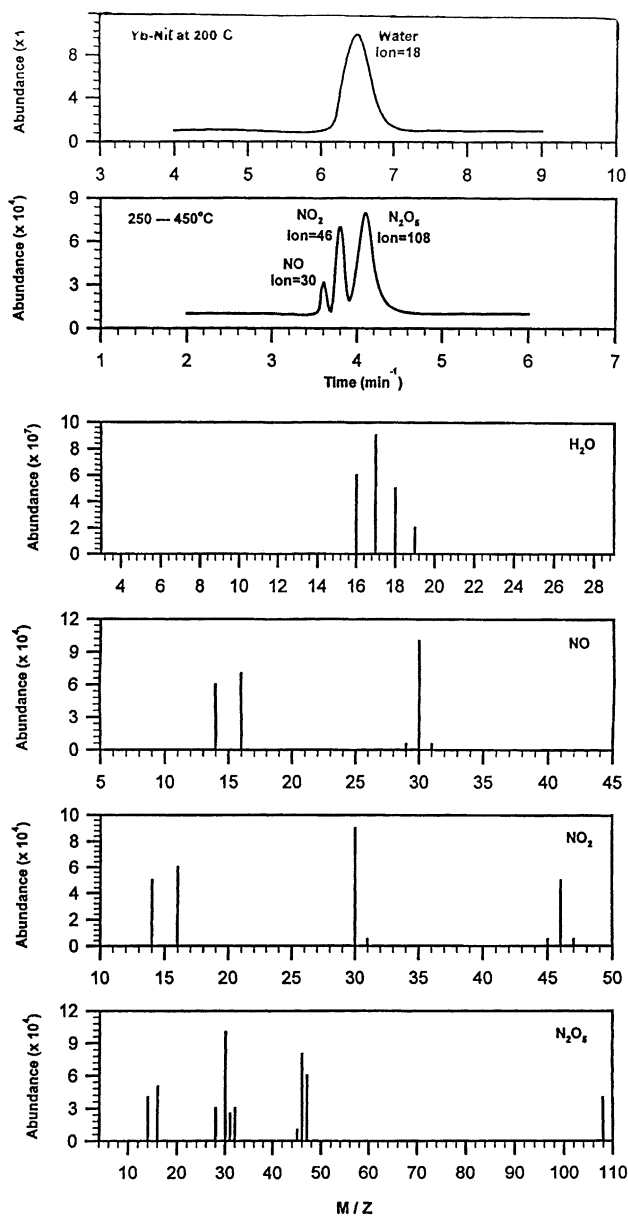 Abundance (x 1
8
4
0
Yb-Nit at 200 C
Water
ion=18
3 4 5 6 7 8 9 10
Abundance (x 10⁴)
9
6
3
0
250 — 450°C
NO
ion=30
NO₂
ion=46
N₂O₅
ion=108
1 2 3 4 5 6 7
Time (min⁻¹)
Abundance (x 10⁷)
10
8
6
4
2
0
H₂O
4 6 8 10 12 14 16 18 20 22 24 26 28
Abundance (x 10⁴)
12
9
6
3
0
NO
5 10 15 20 25 30 35 40 45
Abundance (x 10⁴)
10
8
6
4
2
0
NO₂
10 15 20 25 30 35 40 45 50
Abundance (x 10⁴)
12
9
6
3
0
N₂O₅
10 20 30 40 50 60 70 80 90 100 110
M / Z